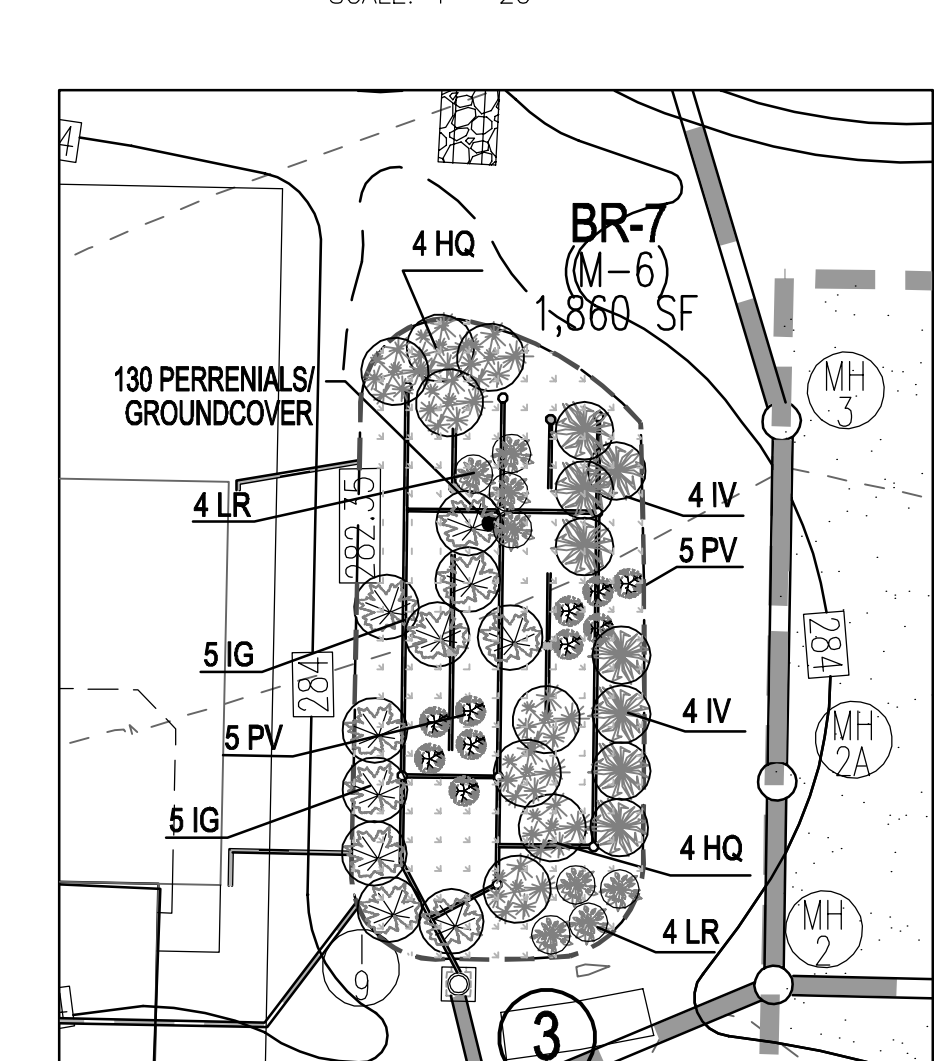 4
BR-7
(M-6)
1,860 SF
4 HQ
130 PERRENIALS/
GROUNDCOVER
MH
3
4 LR
282.35
4 IV
5 PV
5 IG
284
284
5 PV
4 IV
MH
2A
5 IG
4 HQ
4 LR
MH
2
9
3